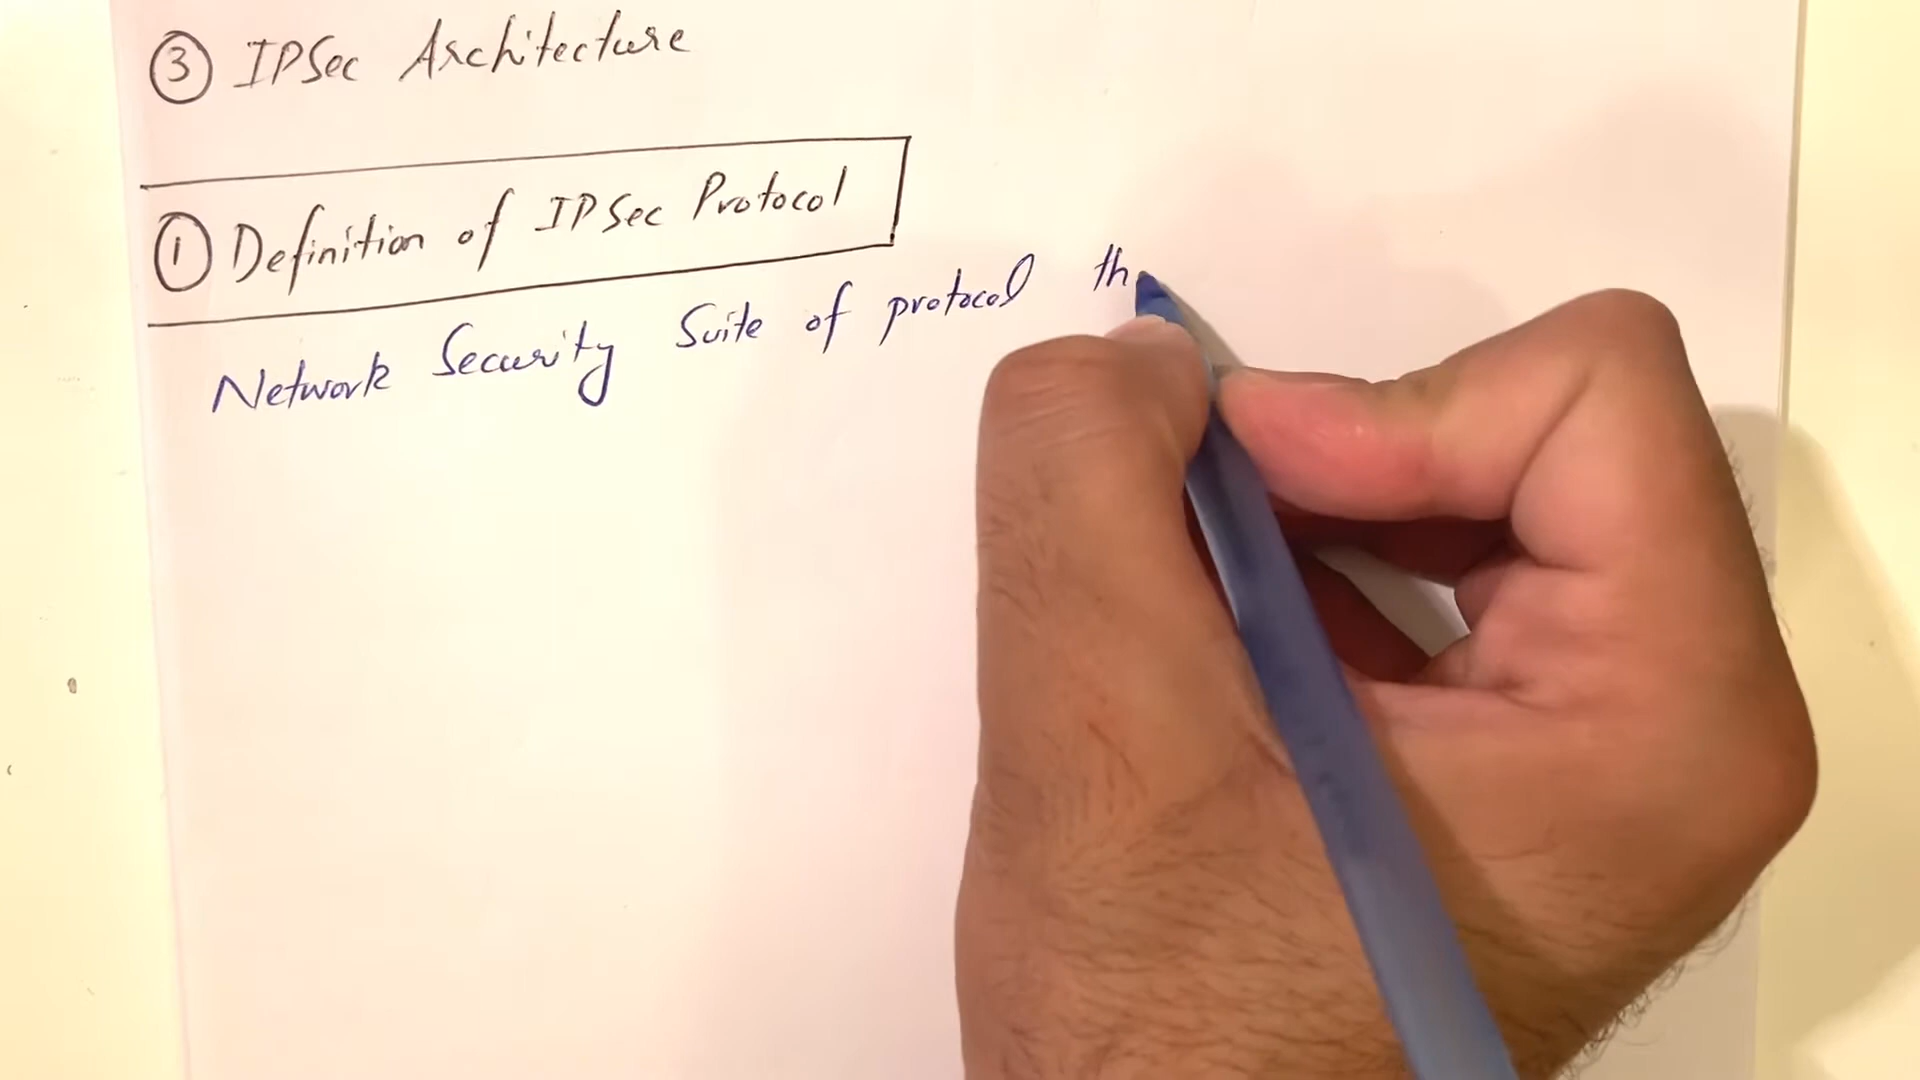 ③ IPSec Architecture
① Definition of IPSec Protocol
Network Security Suite of protocol th